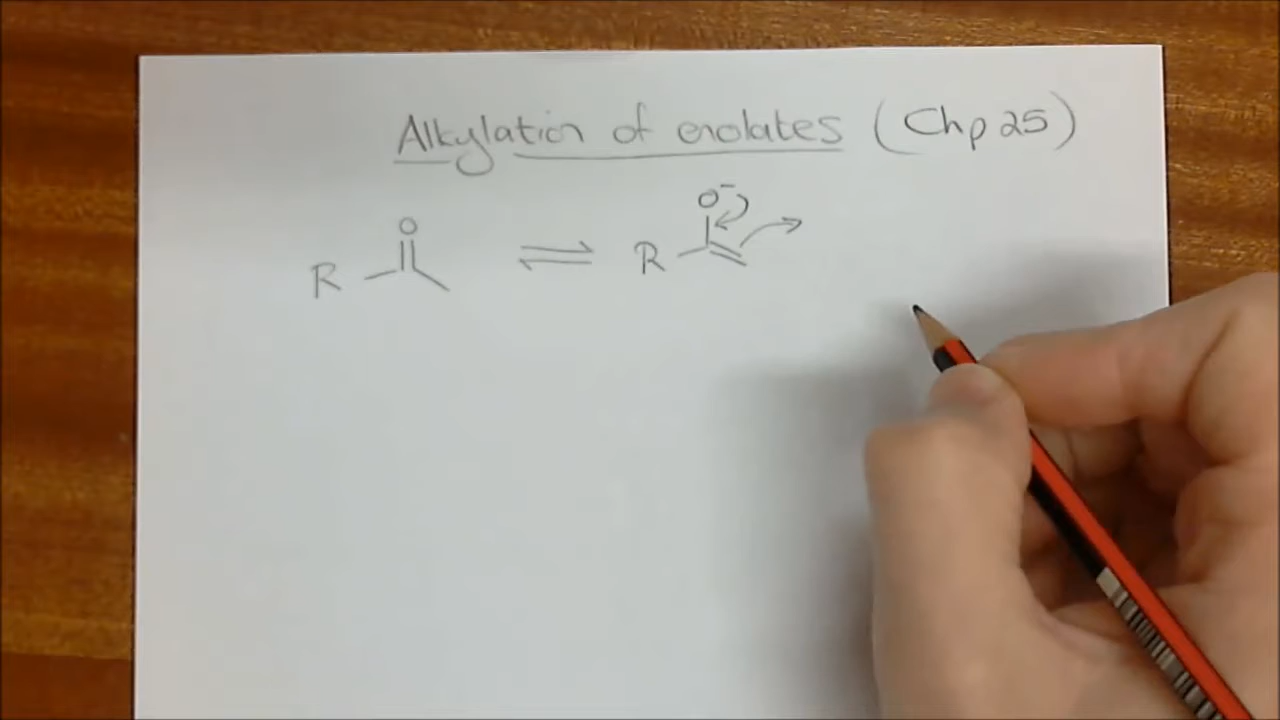 Alkylation of enolates (Chp 25)
O O⁻
R R